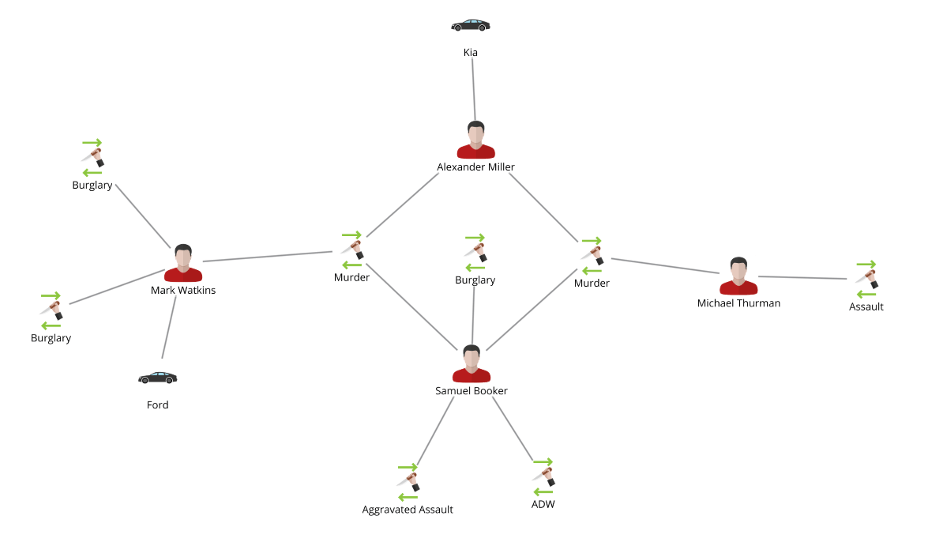 Kia
Alexander Miller
Burglary
Murder
Burglary
Murder
Mark Watkins
Michael Thurman
Assault
Burglary
Samuel Booker
Ford
Aggravated Assault
ADW